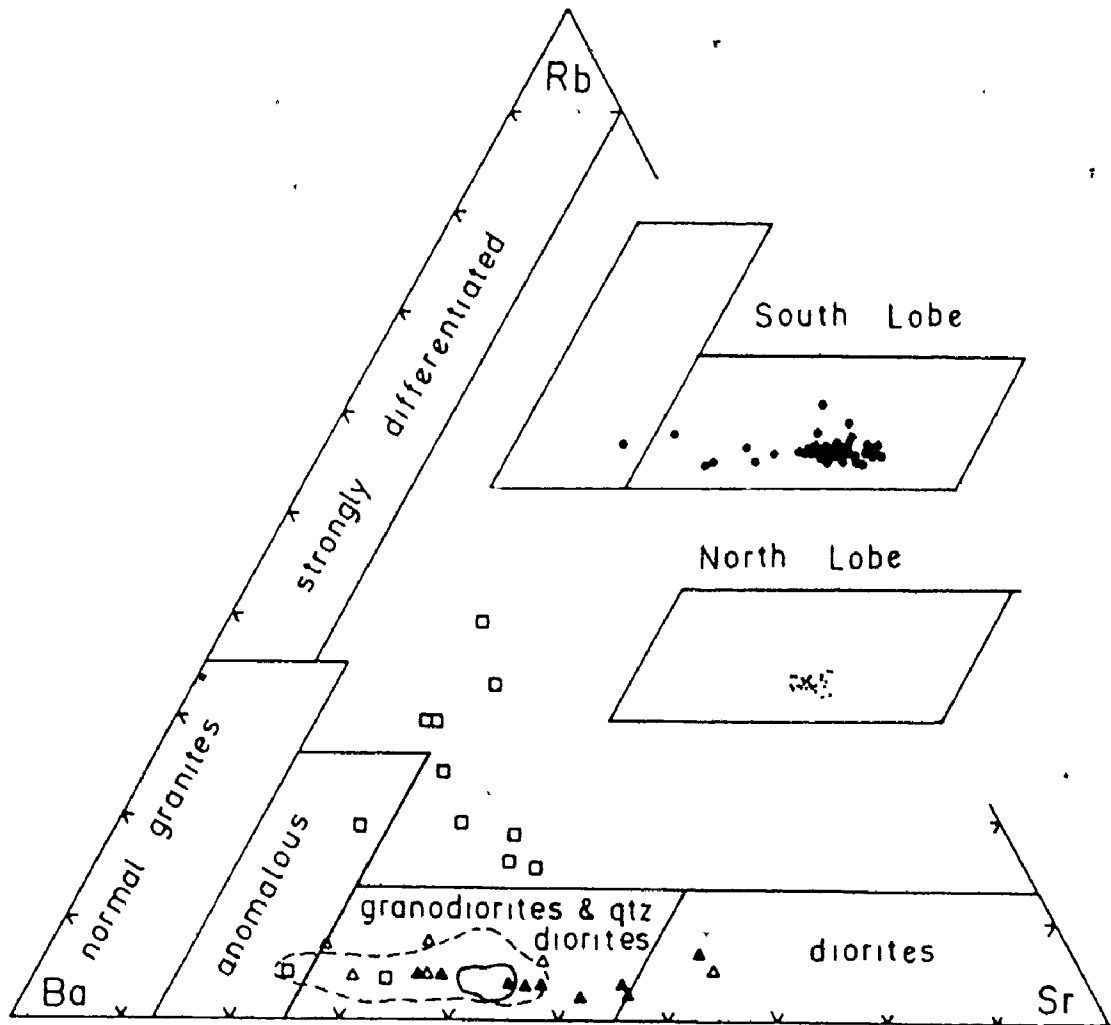 Rb
strongly differentiated
South Lobe
North Lobe
normal granites
anomalous
granodiorites & qtz
diorites
diorites
Ba
Sr